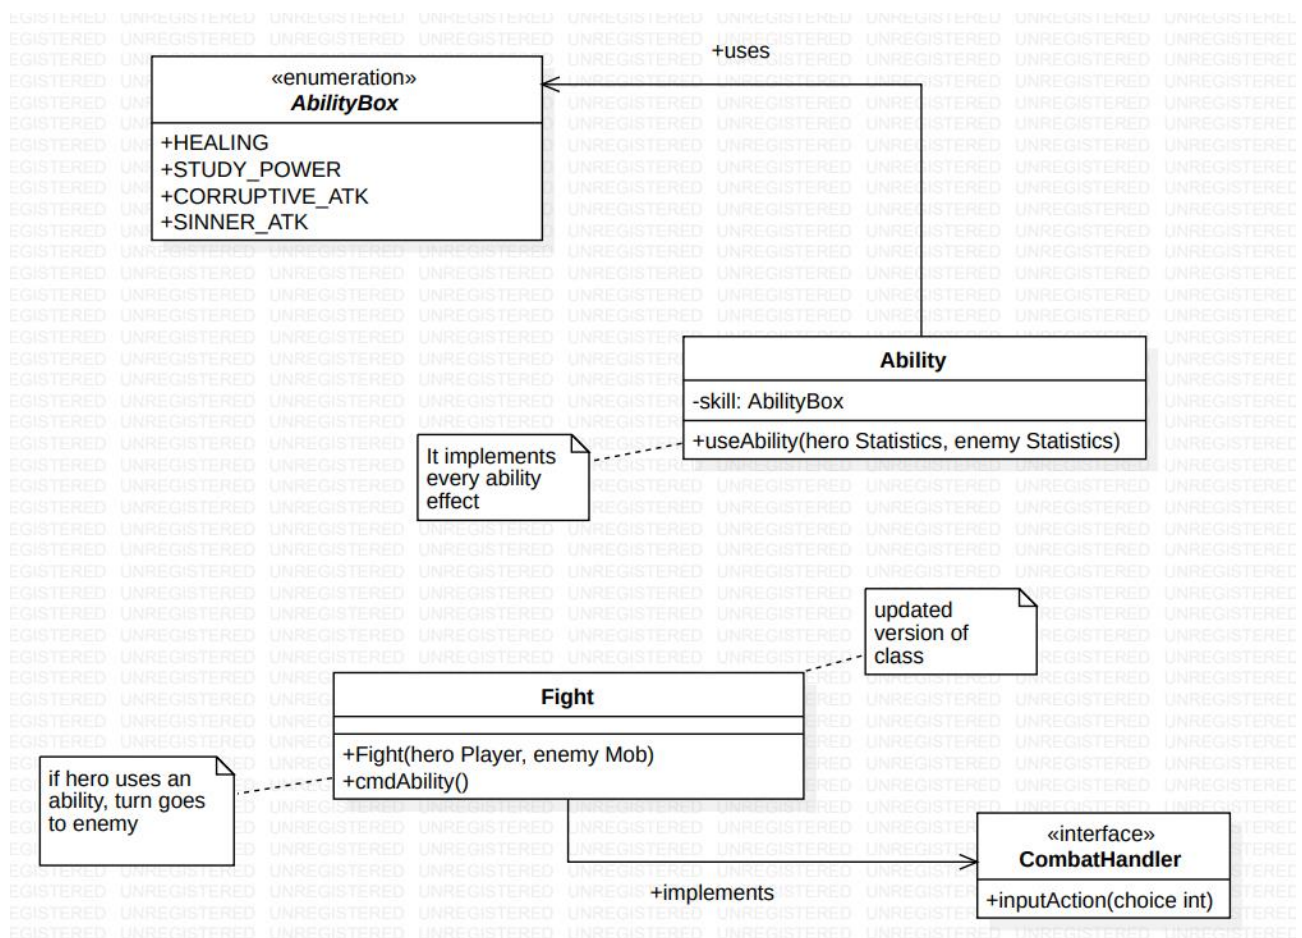 +uses
«enumeration»
AbilityBox
+HEALING
+STUDY_POWER
+CORRUPTIVE_ATK
+SINNER_ATK
Ability
-skill: AbilityBox
+useAbility(hero Statistics, enemy Statistics)
It implements
every ability
effect
updated
version of
class
Fight
+Fight(hero Player, enemy Mob)
+cmdAbility()
if hero uses an
ability, turn goes
to enemy
«interface»
CombatHandler
+inputAction(choice int)
+implements
UNREGISTERED